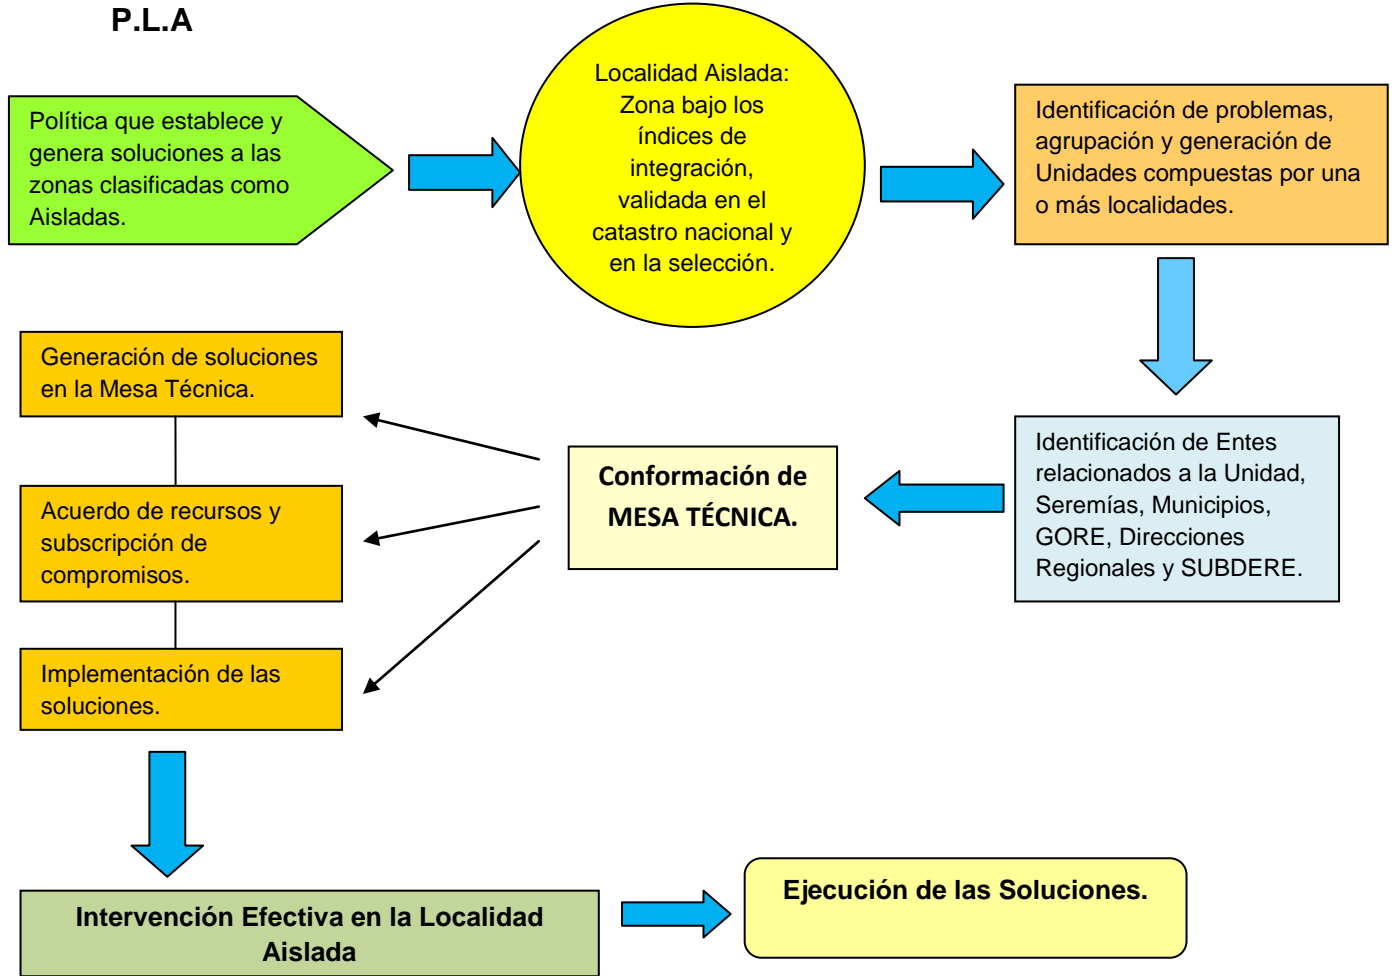 P.L.A
Política que establece y
genera soluciones a las
zonas clasificadas como
Aisladas.
Localidad Aislada:
Zona bajo los
índices de
integración,
validada en el
catastro nacional y
en la selección.
Identificación de problemas,
agrupación y generación de
Unidades compuestas por una
o más localidades.
Identificación de Entes
relacionados a la Unidad,
Seremías, Municipios,
GORE, Direcciones
Regionales y SUBDERE.
Conformación de
MESA TÉCNICA.
Generación de soluciones
en la Mesa Técnica.
Acuerdo de recursos y
subscripción de
compromisos.
Implementación de las
soluciones.
Intervención Efectiva en la Localidad
Aislada
Ejecución de las Soluciones.